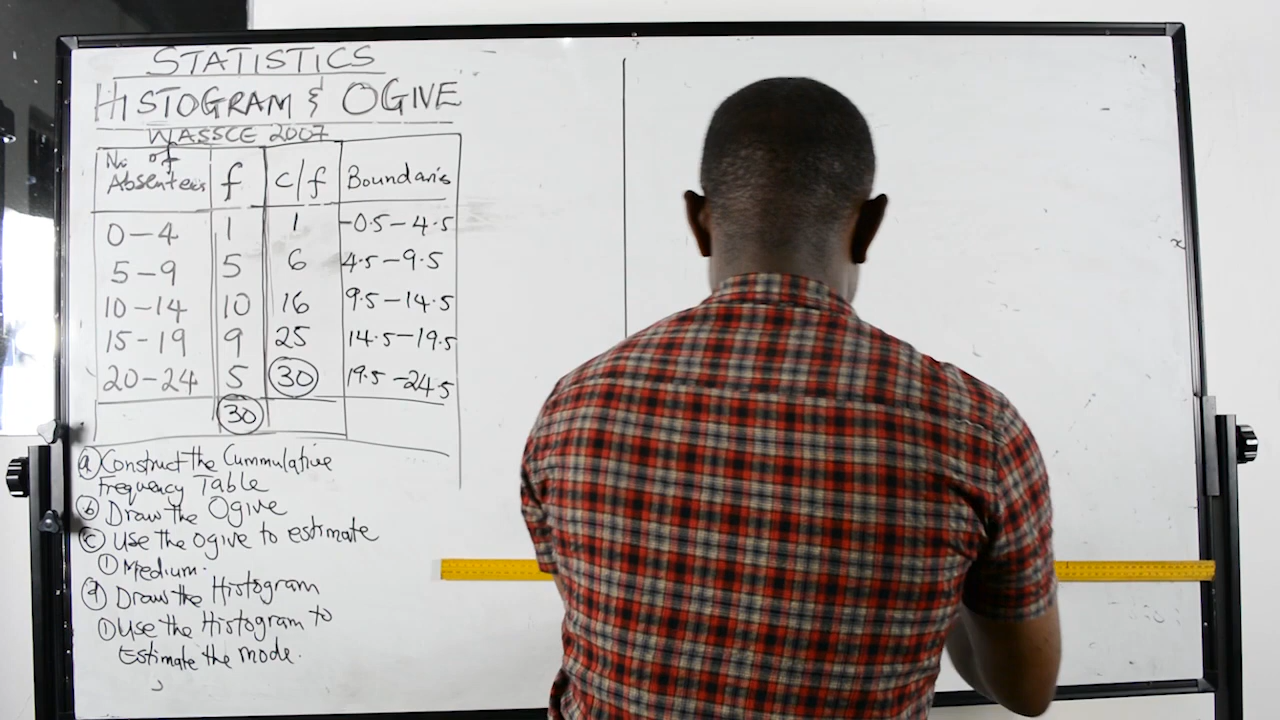 STATISTICS
HISTOGRAM & OGIVE
WASSCE 2007
No of Absentees f c/f Boundaris
0-4 1 1 -0.5-4.5
5-9 5 6 4.5-9.5
10-14 10 16 9.5-14.5
15-19 9 25 14.5-19.5
20-24 5 30 19.5-24.5
30
a Construct the Cummulative
Frequency Table
b Draw the Ogive
c Use the Ogive to estimate
1 Medium.
d Draw the Histogram
1 Use the Histogram to
Estimate the mode.
x